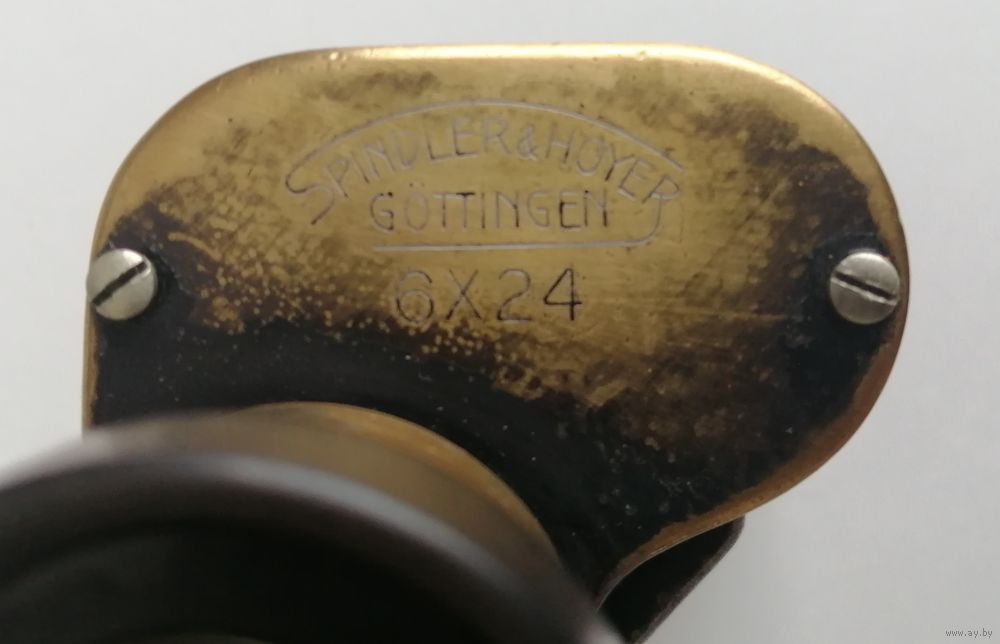 SPINDLER & HOYER
GÖTTINGEN
6X24
www.ay.by